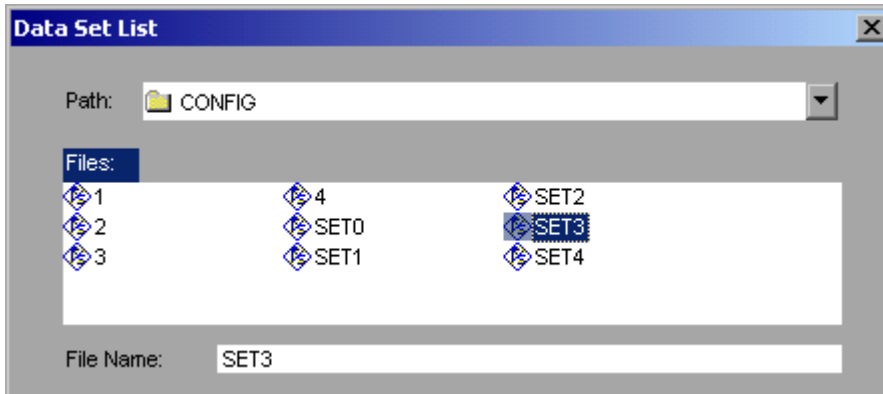 Data Set List
Path: CONFIG
Files:
1 4 SET2
2 SET0 SET3
3 SET1 SET4
File Name: SET3